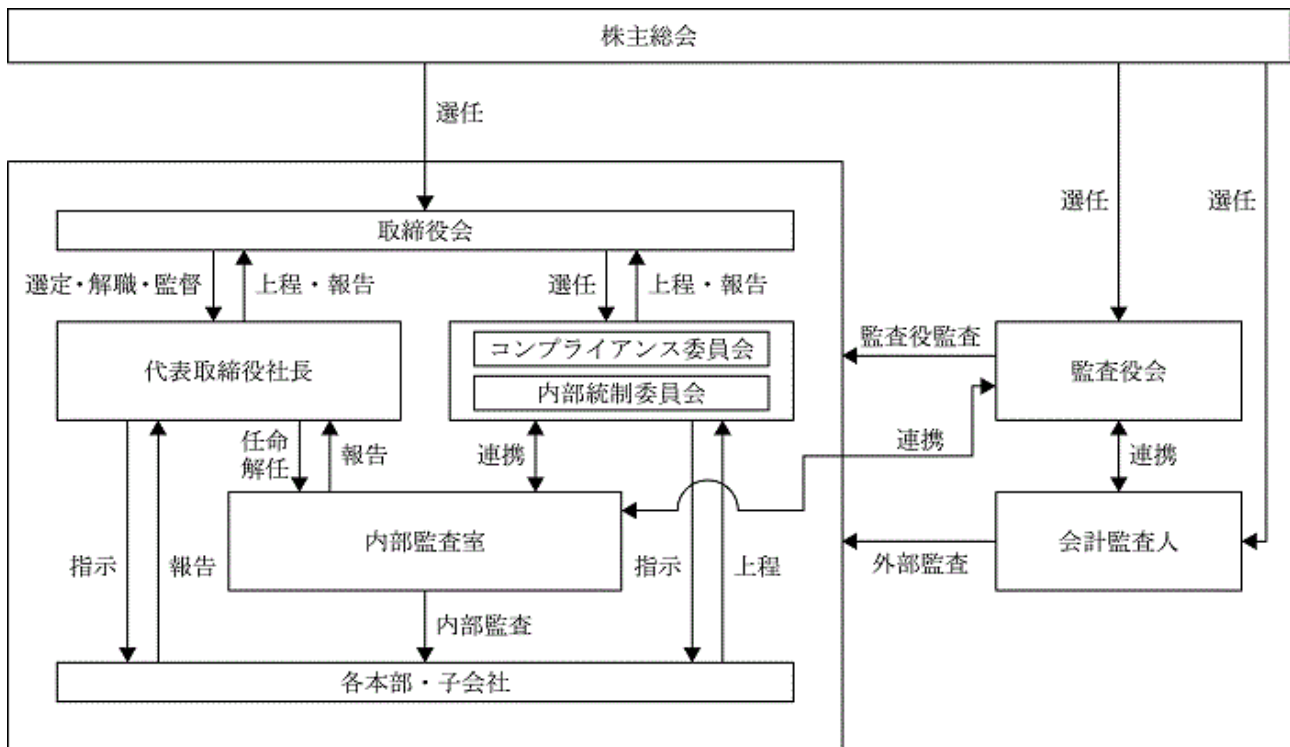 株主総会
選任
選任
選任
取締役会
選定・解職・監督
上程・報告
選任
上程・報告
代表取締役社長
コンプライアンス委員会
内部統制委員会
監査役監査
監査役会
任命
解任
報告
連携
連携
連携
内部監査室
会計監査人
指示
報告
指示
上程
外部監査
内部監査
各本部・子会社